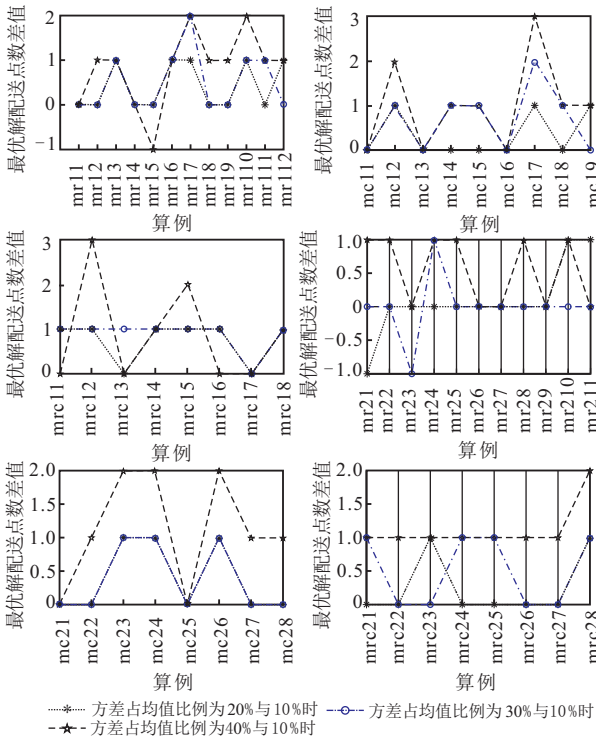 最优解配送点数差值
2
1
0
-1
mr11
mr12
mr13
mr14
mr15
mr16
mr17
mr18
mr19
mr110
mr111
mr112
算例
最优解配送点数差值
3
2
1
0
mc11
mc12
mc13
mc14
mc15
mc16
mc17
mc18
mc19
算例
最优解配送点数差值
3
2
1
0
mrc11
mrc12
mrc13
mrc14
mrc15
mrc16
mrc17
mrc18
算例
最优解配送点数差值
1.0
0.5
0
-0.5
-1.0
mr21
mr22
mr23
mr24
mr25
mr26
mr27
mr28
mr29
mr210
mr211
算例
最优解配送点数差值
2.0
1.5
1.0
0.5
0
mc21
mc22
mc23
mc24
mc25
mc26
mc27
mc28
算例
最优解配送点数差值
2.0
1.5
1.0
0.5
0
mrc21
mrc22
mrc23
mrc24
mrc25
mrc26
mrc27
mrc28
算例
方差占均值比例为20%与10%时
方差占均值比例为30%与10%时
方差占均值比例为40%与10%时